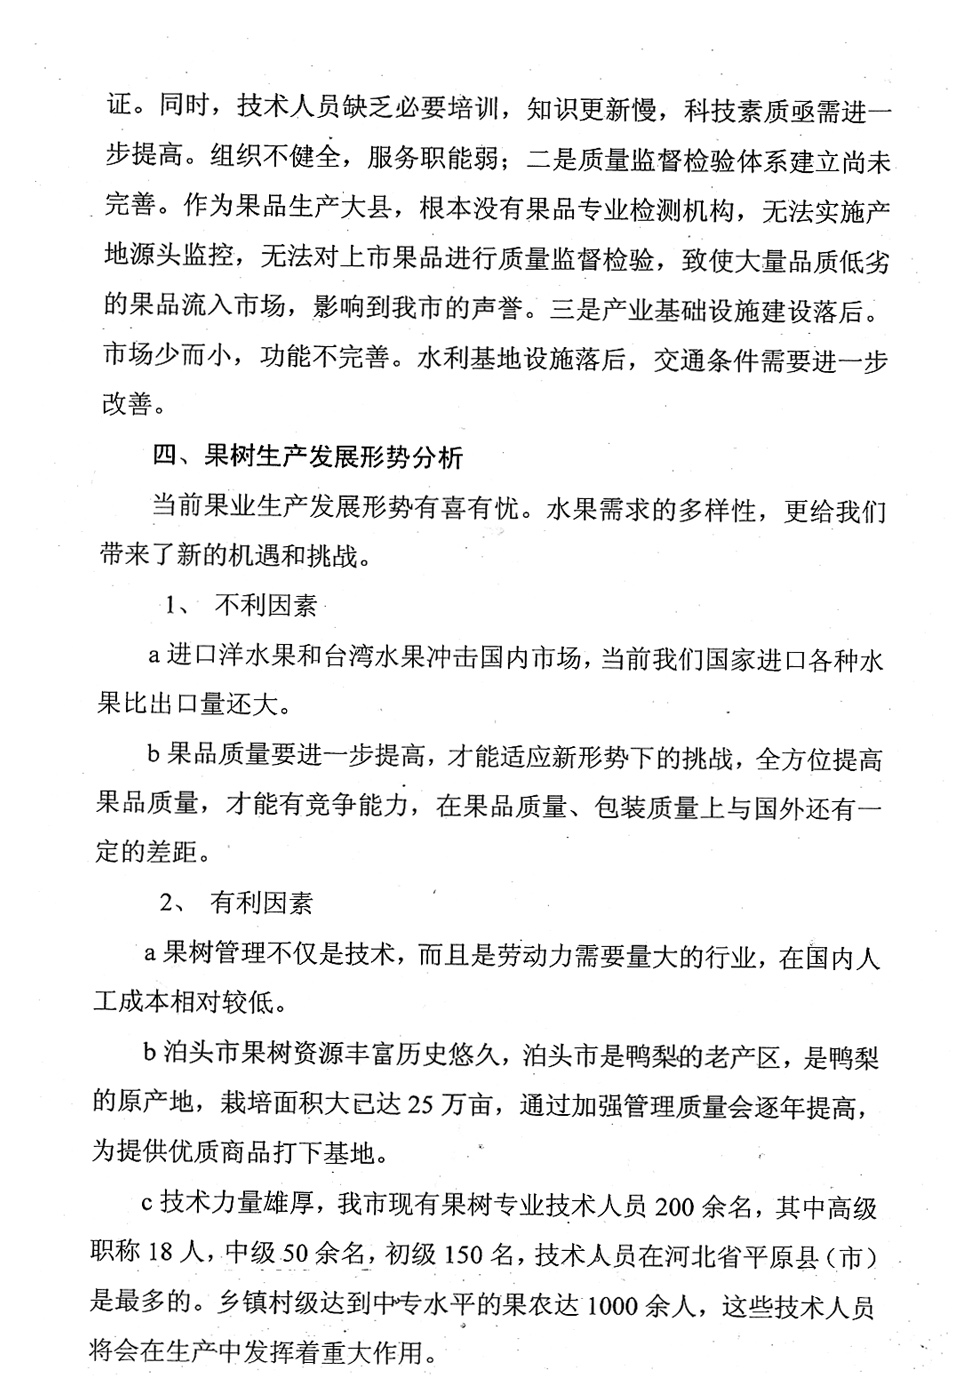 证。同时，技术人员缺乏必要培训，知识更新慢，科技素质亟需进一
步提高。组织不健全，服务职能弱；二是质量监督检验体系建立尚未
完善。作为果品生产大县，根本没有果品专业检测机构，无法实施产
地源头监控，无法对上市果品进行质量监督检验，致使大量品质低劣
的果品流入市场，影响到我市的声誉。三是产业基础设施建设落后。
市场少而小，功能不完善。水利基地设施落后，交通条件需要进一步
改善。
四、果树生产发展形势分析
当前果业生产发展形势有喜有忧。水果需求的多样性，更给我们
带来了新的机遇和挑战。
1、 不利因素
a 进口洋水果和台湾水果冲击国内市场，当前我们国家进口各种水
果比出口量还大。
b 果品质量要进一步提高，才能适应新形势下的挑战，全方位提高
果品质量，才能有竞争能力，在果品质量、包装质量上与国外还有一
定的差距。
2、 有利因素
a 果树管理不仅是技术，而且是劳动力需要量大的行业，在国内人
工成本相对较低。
b 泊头市果树资源丰富历史悠久，泊头市是鸭梨的老产区，是鸭梨
的原产地，栽培面积大已达 25 万亩，通过加强管理质量会逐年提高，
为提供优质商品打下基地。
c 技术力量雄厚，我市现有果树专业技术人员 200 余名，其中高级
职称 18 人，中级 50 余名，初级 150 名，技术人员在河北省平原县（市）
是最多的。乡镇村级达到中专水平的果农达 1000 余人，这些技术人员
将会在生产中发挥着重大作用。